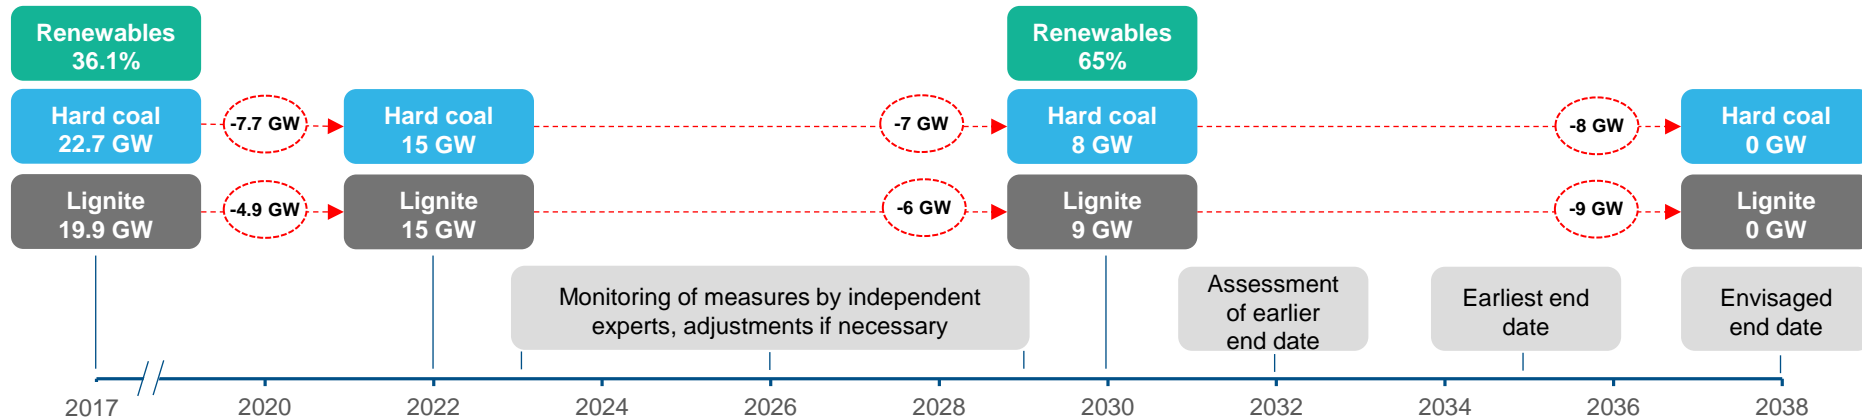 Renewables
36.1%
Renewables
65%
Hard coal
22.7 GW
-7.7 GW
Hard coal
15 GW
-7 GW
Hard coal
8 GW
-8 GW
Hard coal
0 GW
Lignite
19.9 GW
-4.9 GW
Lignite
15 GW
-6 GW
Lignite
9 GW
-9 GW
Lignite
0 GW
Monitoring of measures by independent
experts, adjustments if necessary
Assessment
of earlier
end date
Earliest end
date
Envisaged
end date
2017
2020
2022
2024
2026
2028
2030
2032
2034
2036
2038